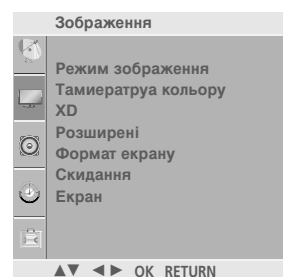 Зображення
Режим зображення
Тамиератруа кольору
XD
Розширені
Формат екрану
Скидання
Екран
▲▼ ◄► OK RETURN